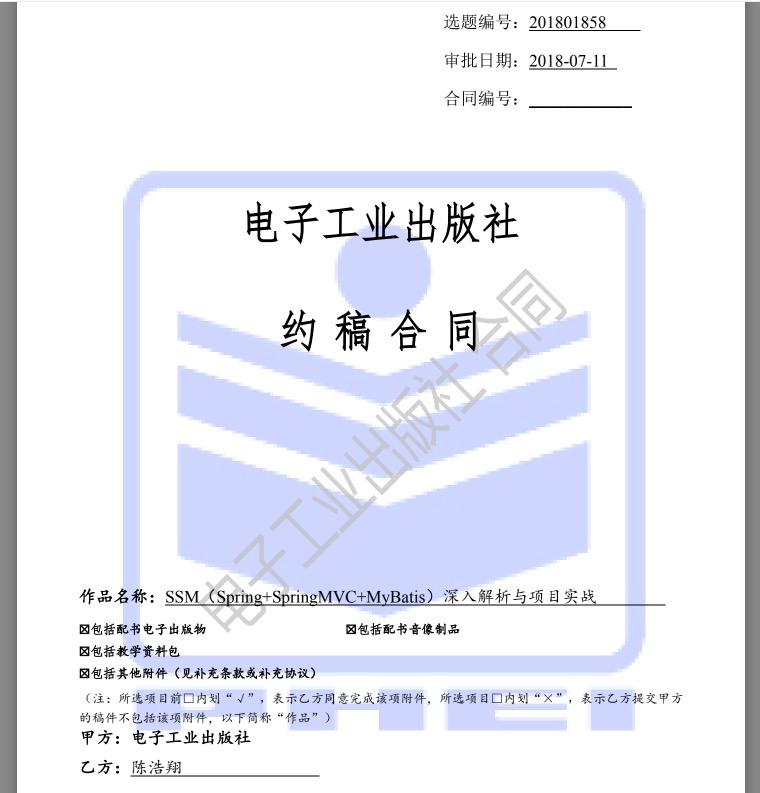 选题编号：201801858
审批日期：2018-07-11
合同编号：
电子工业出版社
约稿合同
电子工业出版社 合同
作品名称：SSM（Spring+SpringMVC+MyBatis）深入解析与项目实战
☒包括配书电子出版物 ☒包括配书音像制品
☒包括教学资料包
☒包括其他附件（见补充条款或补充协议）
（注：所选项目前□内划“√”，表示乙方同意完成该项附件，所选项目□内划“×”，表示乙方提交甲方
的稿件不包括该项附件，以下简称“作品”）
甲方：电子工业出版社
乙方：陈浩翔